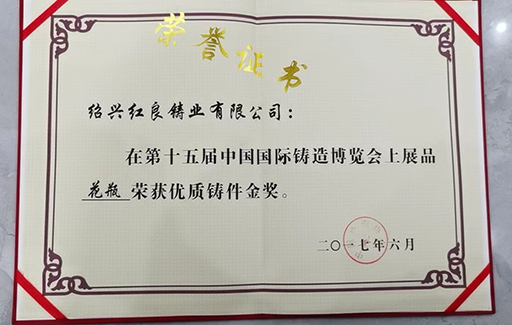 荣誉证书
绍兴红良铸业有限公司：
在第十五届中国国际铸造博览会上展品
花瓶荣获优质铸件金奖。
二〇一七年六月